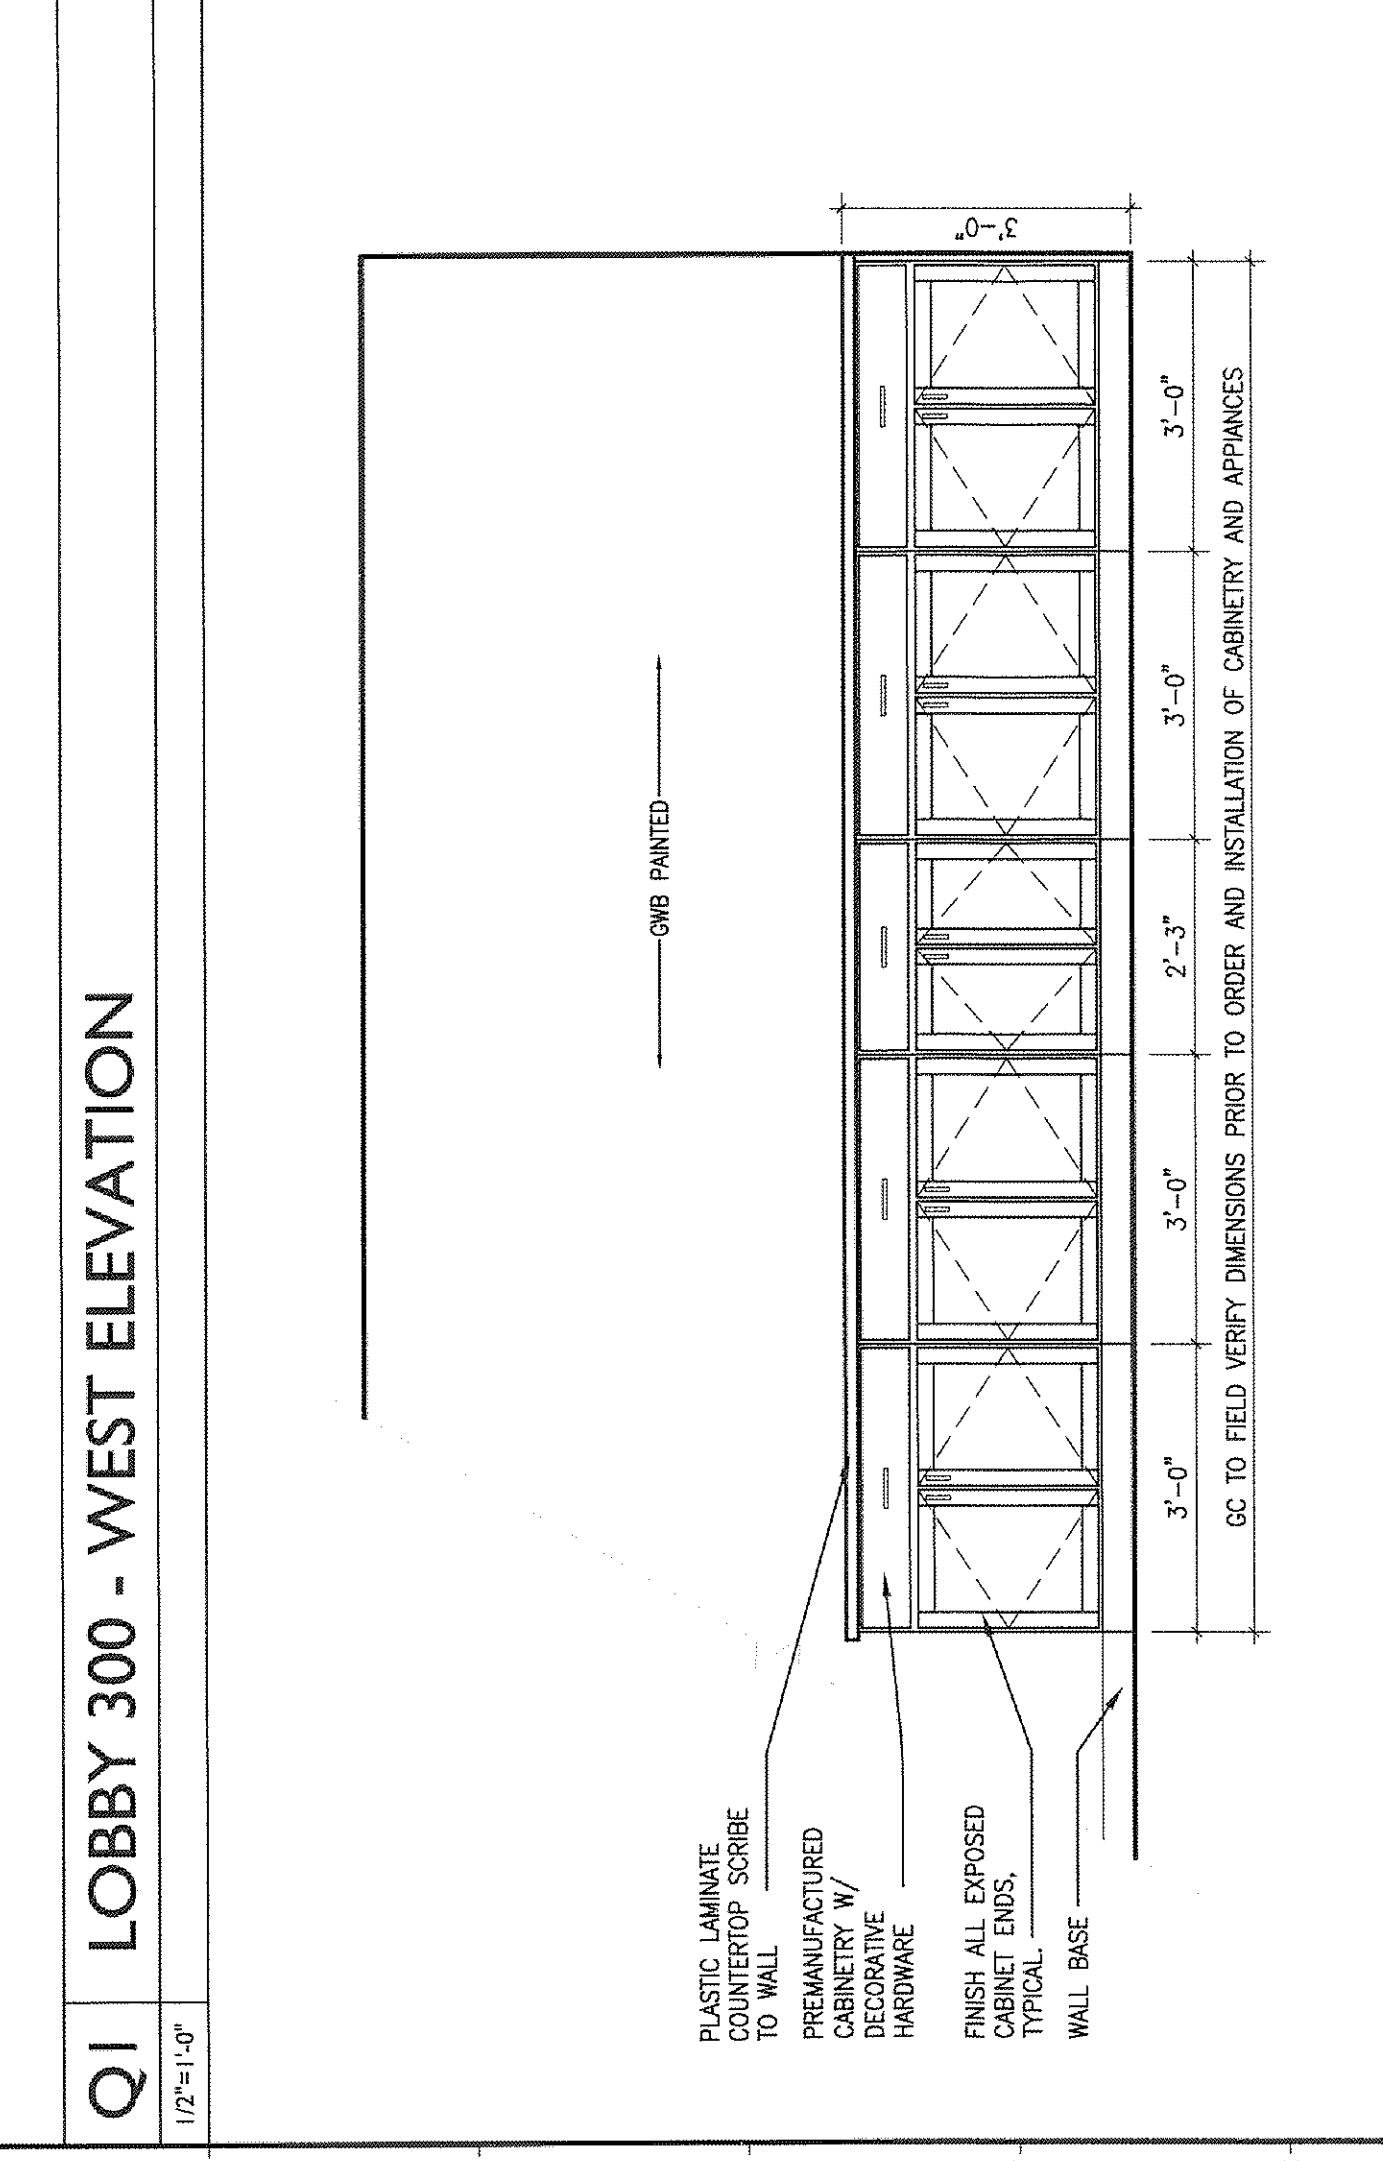 Q1 LOBBY 300 - WEST ELEVATION
1/2"=1'-0"
GWB PAINTED
PLASTIC LAMINATE
COUNTERTOP SCRIBE
TO WALL
PREMANUFACTURED
CABINETRY W/
DECORATIVE
HARDWARE
FINISH ALL EXPOSED
CABINET ENDS,
TYPICAL.
WALL BASE
3'-0"
3'-0" 3'-0" 2'-3" 3'-0" 3'-0"
GC TO FIELD VERIFY DIMENSIONS PRIOR TO ORDER AND INSTALLATION OF CABINETRY AND APPIANCES